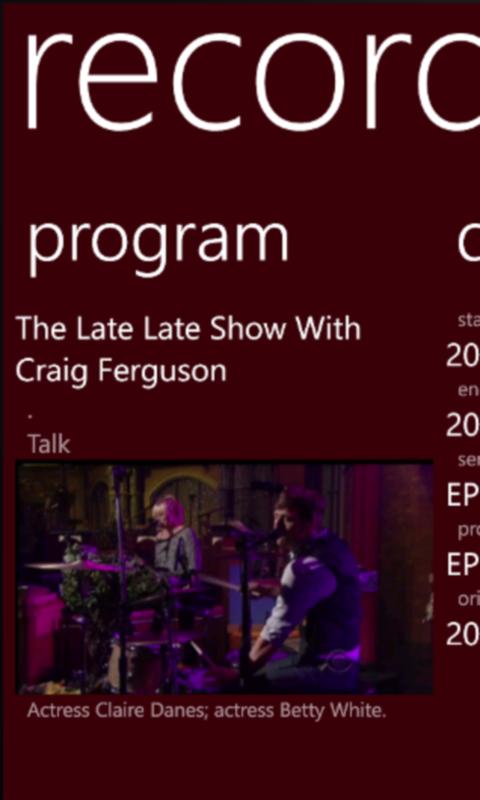 record
program
The Late Late Show With
Craig Ferguson
.
Talk
Actress Claire Danes; actress Betty White.
sta
20
en
20
ser
EP
pro
EP
ori
20